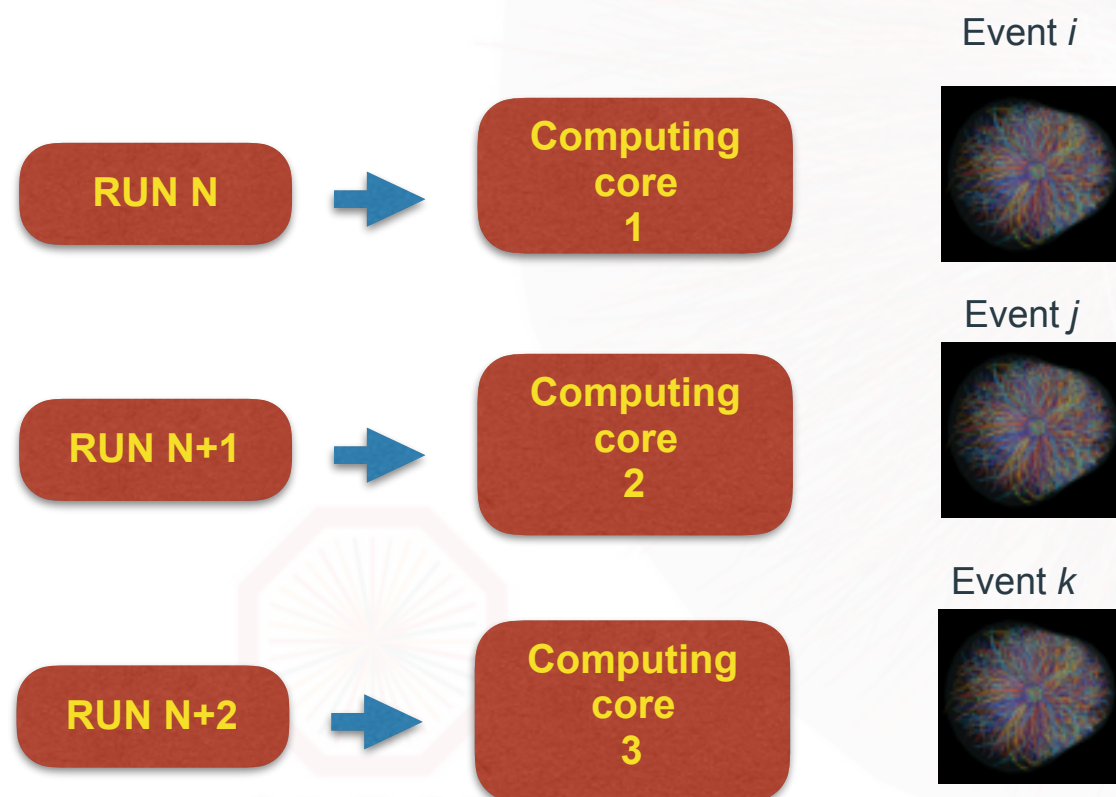 Event i
RUN N
Computing
core
1
Event j
RUN N+1
Computing
core
2
Event k
RUN N+2
Computing
core
3